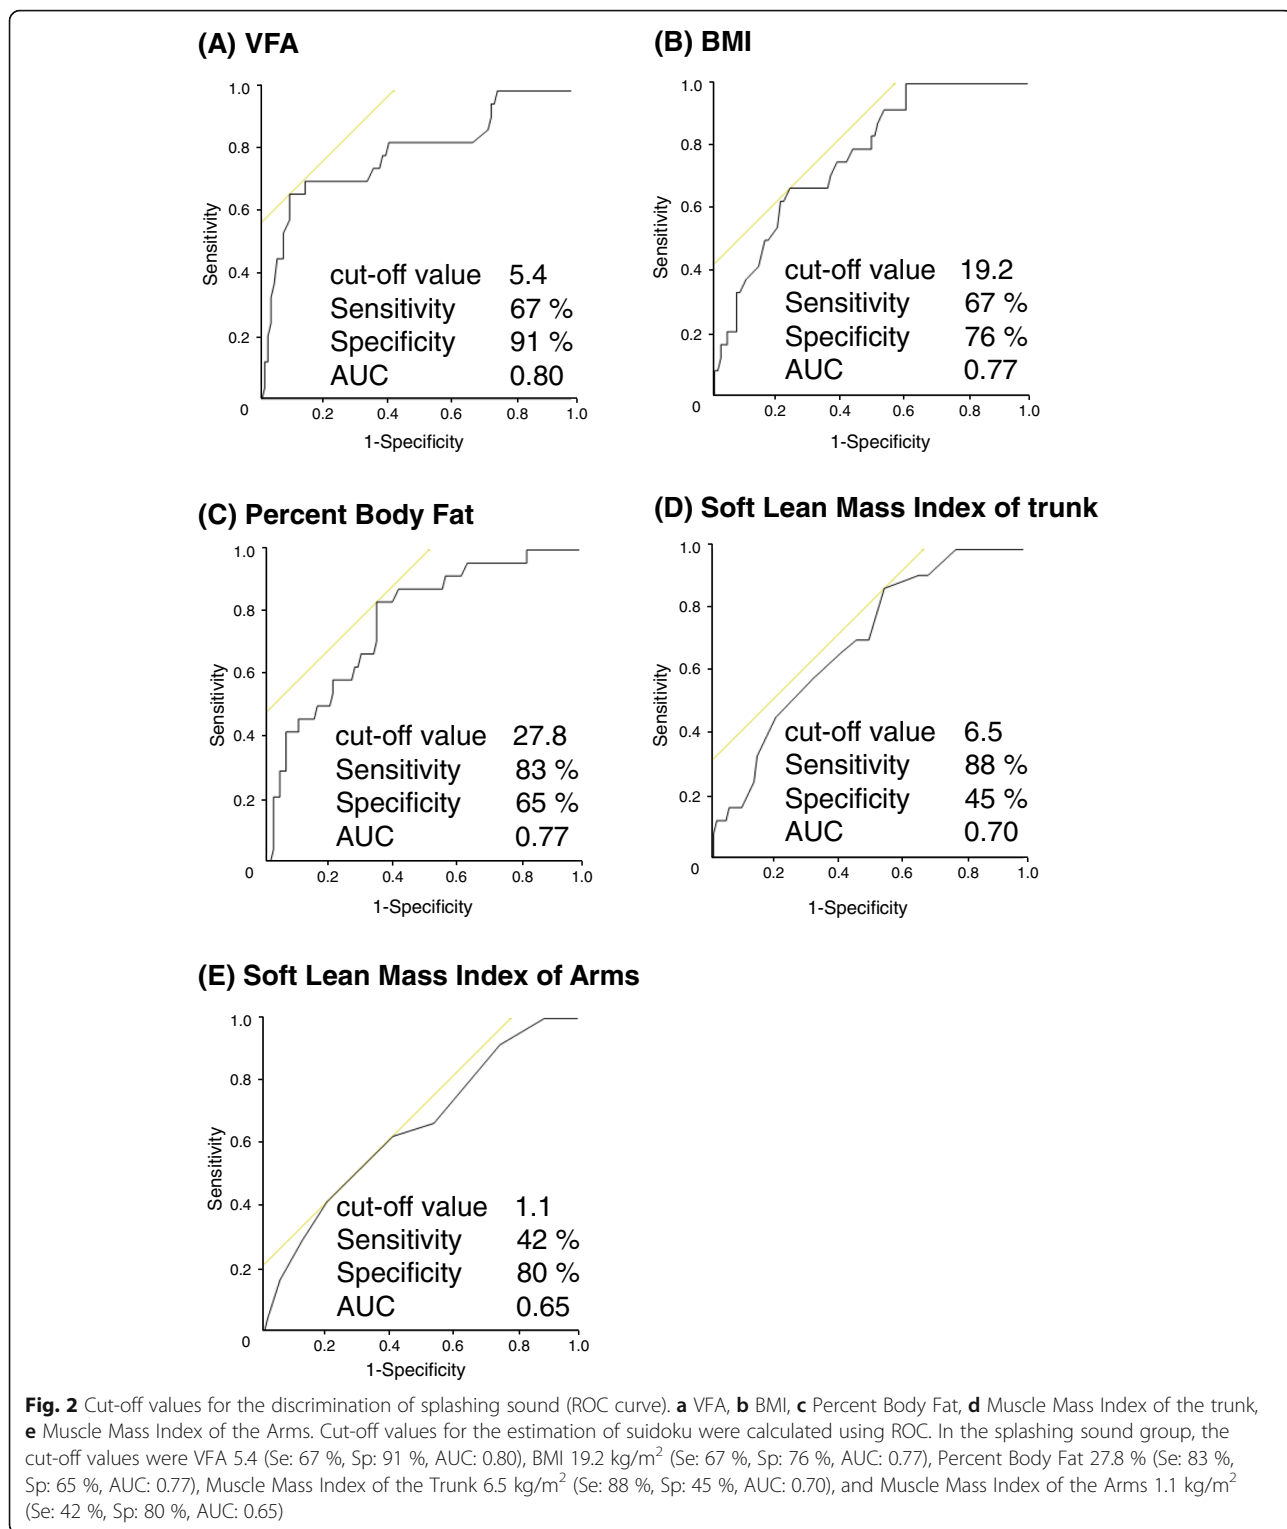 (A) VFA
1.0
0.8
0.6
0.4
0.2
0
0.2 0.4 0.6 0.8 1.0
Sensitivity
1-Specificity
cut-off value 5.4
Sensitivity 67 %
Specificity 91 %
AUC 0.80
(B) BMI
1.0
0.8
0.6
0.4
0.2
0
0.2 0.4 0.6 0.8 1.0
Sensitivity
1-Specificity
cut-off value 19.2
Sensitivity 67 %
Specificity 76 %
AUC 0.77
(C) Percent Body Fat
1.0
0.8
0.6
0.4
0.2
0
0.2 0.4 0.6 0.8 1.0
Sensitivity
1-Specificity
cut-off value 27.8
Sensitivity 83 %
Specificity 65 %
AUC 0.77
(D) Soft Lean Mass Index of trunk
1.0
0.8
0.6
0.4
0.2
0
0.2 0.4 0.6 0.8 1.0
Sensitivity
1-Specificity
cut-off value 6.5
Sensitivity 88 %
Specificity 45 %
AUC 0.70
(E) Soft Lean Mass Index of Arms
1.0
0.8
0.6
0.4
0.2
0
0.2 0.4 0.6 0.8 1.0
Sensitivity
1-Specificity
cut-off value 1.1
Sensitivity 42 %
Specificity 80 %
AUC 0.65
Fig. 2 Cut-off values for the discrimination of splashing sound (ROC curve). a VFA, b BMI, c Percent Body Fat, d Muscle Mass Index of the trunk,
e Muscle Mass Index of the Arms. Cut-off values for the estimation of suidoku were calculated using ROC. In the splashing sound group, the
cut-off values were VFA 5.4 (Se: 67 %, Sp: 91 %, AUC: 0.80), BMI 19.2 kg/m² (Se: 67 %, Sp: 76 %, AUC: 0.77), Percent Body Fat 27.8 % (Se: 83 %,
Sp: 65 %, AUC: 0.77), Muscle Mass Index of the Trunk 6.5 kg/m² (Se: 88 %, Sp: 45 %, AUC: 0.70), and Muscle Mass Index of the Arms 1.1 kg/m²
(Se: 42 %, Sp: 80 %, AUC: 0.65)